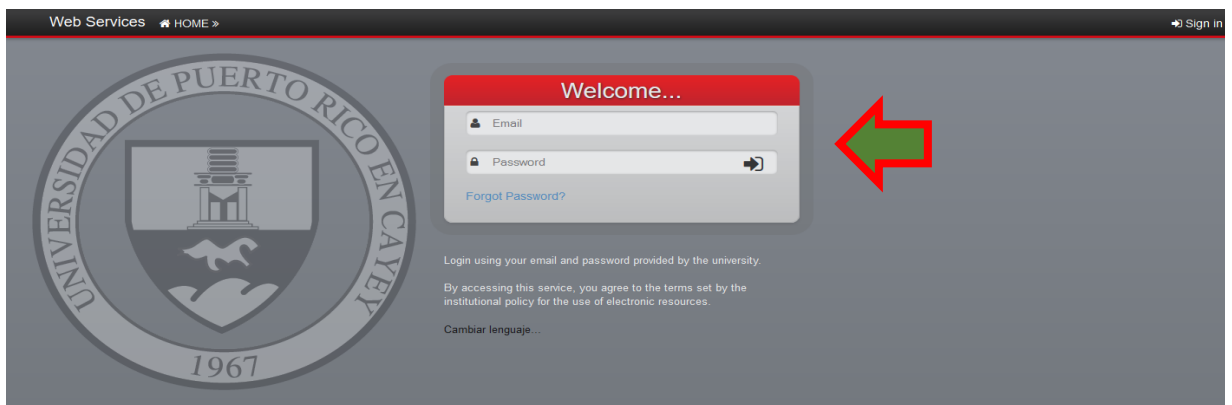 Web Services HOME »
Sign in
UNIVERSIDAD DE PUERTO RICO EN CAYEY
1967
Welcome...
Email
Password
Forgot Password?
Login using your email and password provided by the university.
By accessing this service, you agree to the terms set by the
institutional policy for the use of electronic resources.
Cambiar lenguaje...